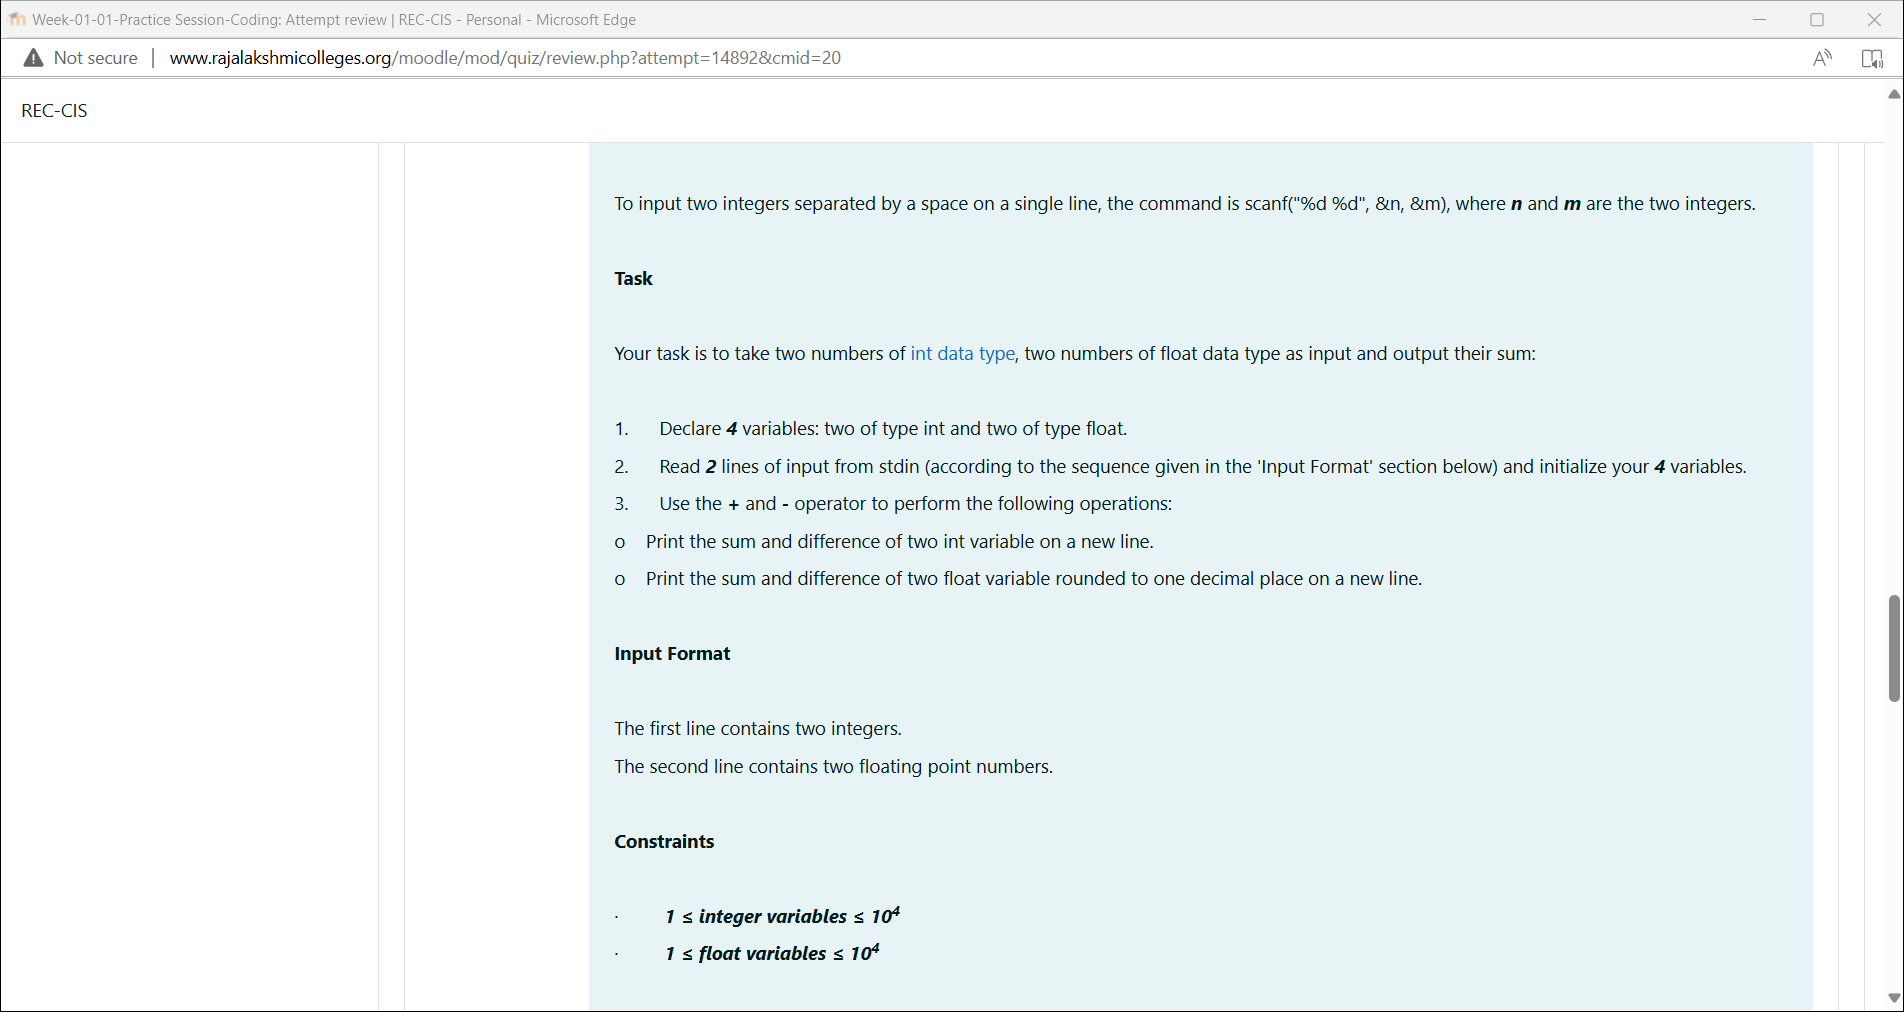 Week-01-01-Practice Session-Coding: Attempt review | REC-CIS - Personal - Microsoft Edge
Not secure | www.rajalakshmicolleges.org/moodle/mod/quiz/review.php?attempt=14892&cmid=20
REC-CIS
To input two integers separated by a space on a single line, the command is scanf("%d %d", &n, &m), where n and m are the two integers.
Task
Your task is to take two numbers of int data type, two numbers of float data type as input and output their sum:
1. Declare 4 variables: two of type int and two of type float.
2. Read 2 lines of input from stdin (according to the sequence given in the 'Input Format' section below) and initialize your 4 variables.
3. Use the + and - operator to perform the following operations:
o Print the sum and difference of two int variable on a new line.
o Print the sum and difference of two float variable rounded to one decimal place on a new line.
Input Format
The first line contains two integers.
The second line contains two floating point numbers.
Constraints
· 1 ≤ integer variables ≤ 10⁴
· 1 ≤ float variables ≤ 10⁴